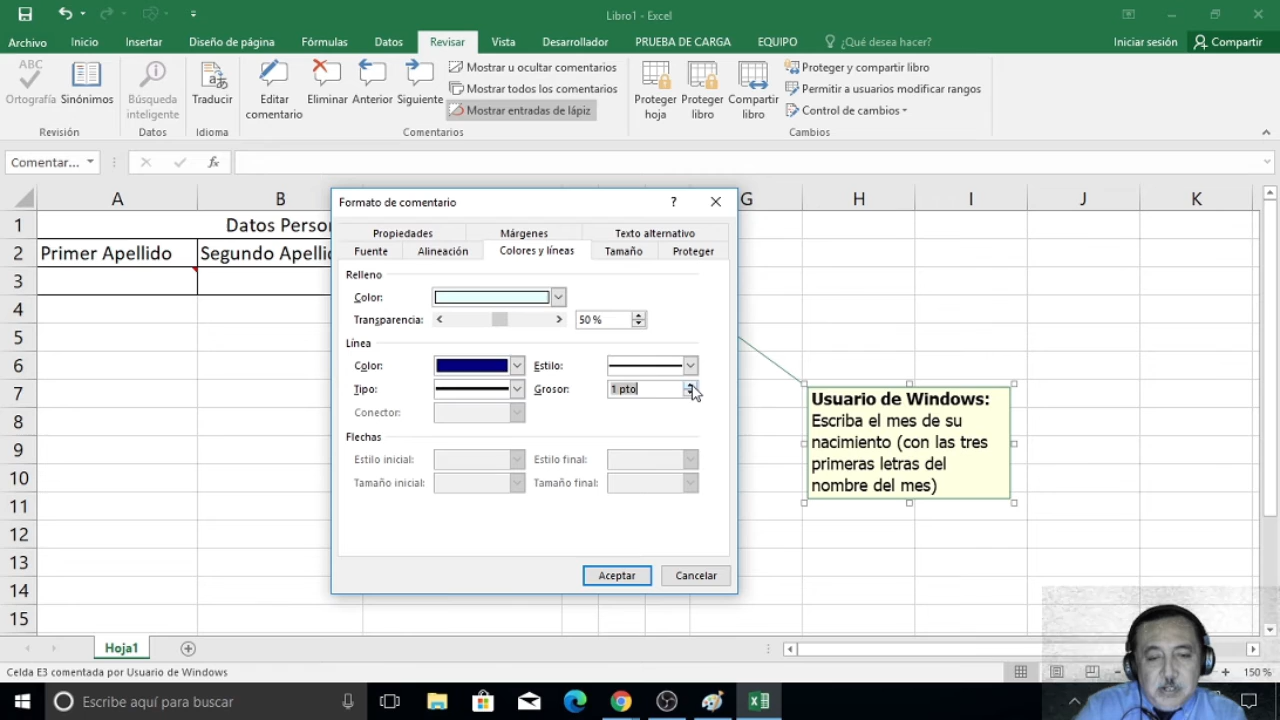 Libro1 - Excel
Archivo Inicio Insertar Diseño de página Fórmulas Datos Revisar Vista Desarrollador PRUEBA DE CARGA EQUIPO ¿Qué desea hacer? Iniciar sesión Compartir
ABC
Ortografía Sinónimos
Búsqueda inteligente
Traducir
Editar comentario
Eliminar Anterior Siguiente
Mostrar u ocultar comentarios
Mostrar todos los comentarios
Mostrar entradas de lápiz
Proteger hoja
Proteger libro
Compartir libro
Proteger y compartir libro
Permitir a usuarios modificar rangos
Control de cambios
Revisión Datos Idioma Comentarios Cambios
Comentar... fx
A B G H I J K
1 Datos Perso
2 Primer Apellido Segundo Apelli
3
4
5
6
7
8
9
10
11
12
13
14
15
Formato de comentario ?
Propiedades Márgenes Texto alternativo
Fuente Alineación Colores y líneas Tamaño Proteger
Relleno
Color:
Transparencia: 50 %
Línea
Color: Estilo:
Tipo: Grosor: 1 pto
Conector:
Flechas
Estilo inicial: Estilo final:
Tamaño inicial: Tamaño final:
Aceptar Cancelar
Usuario de Windows:
Escriba el mes de su
nacimiento (con las tres
primeras letras del
nombre del mes)
Hoja1
Celda E3 comentada por Usuario de Windows 150 %
Escribe aquí para buscar